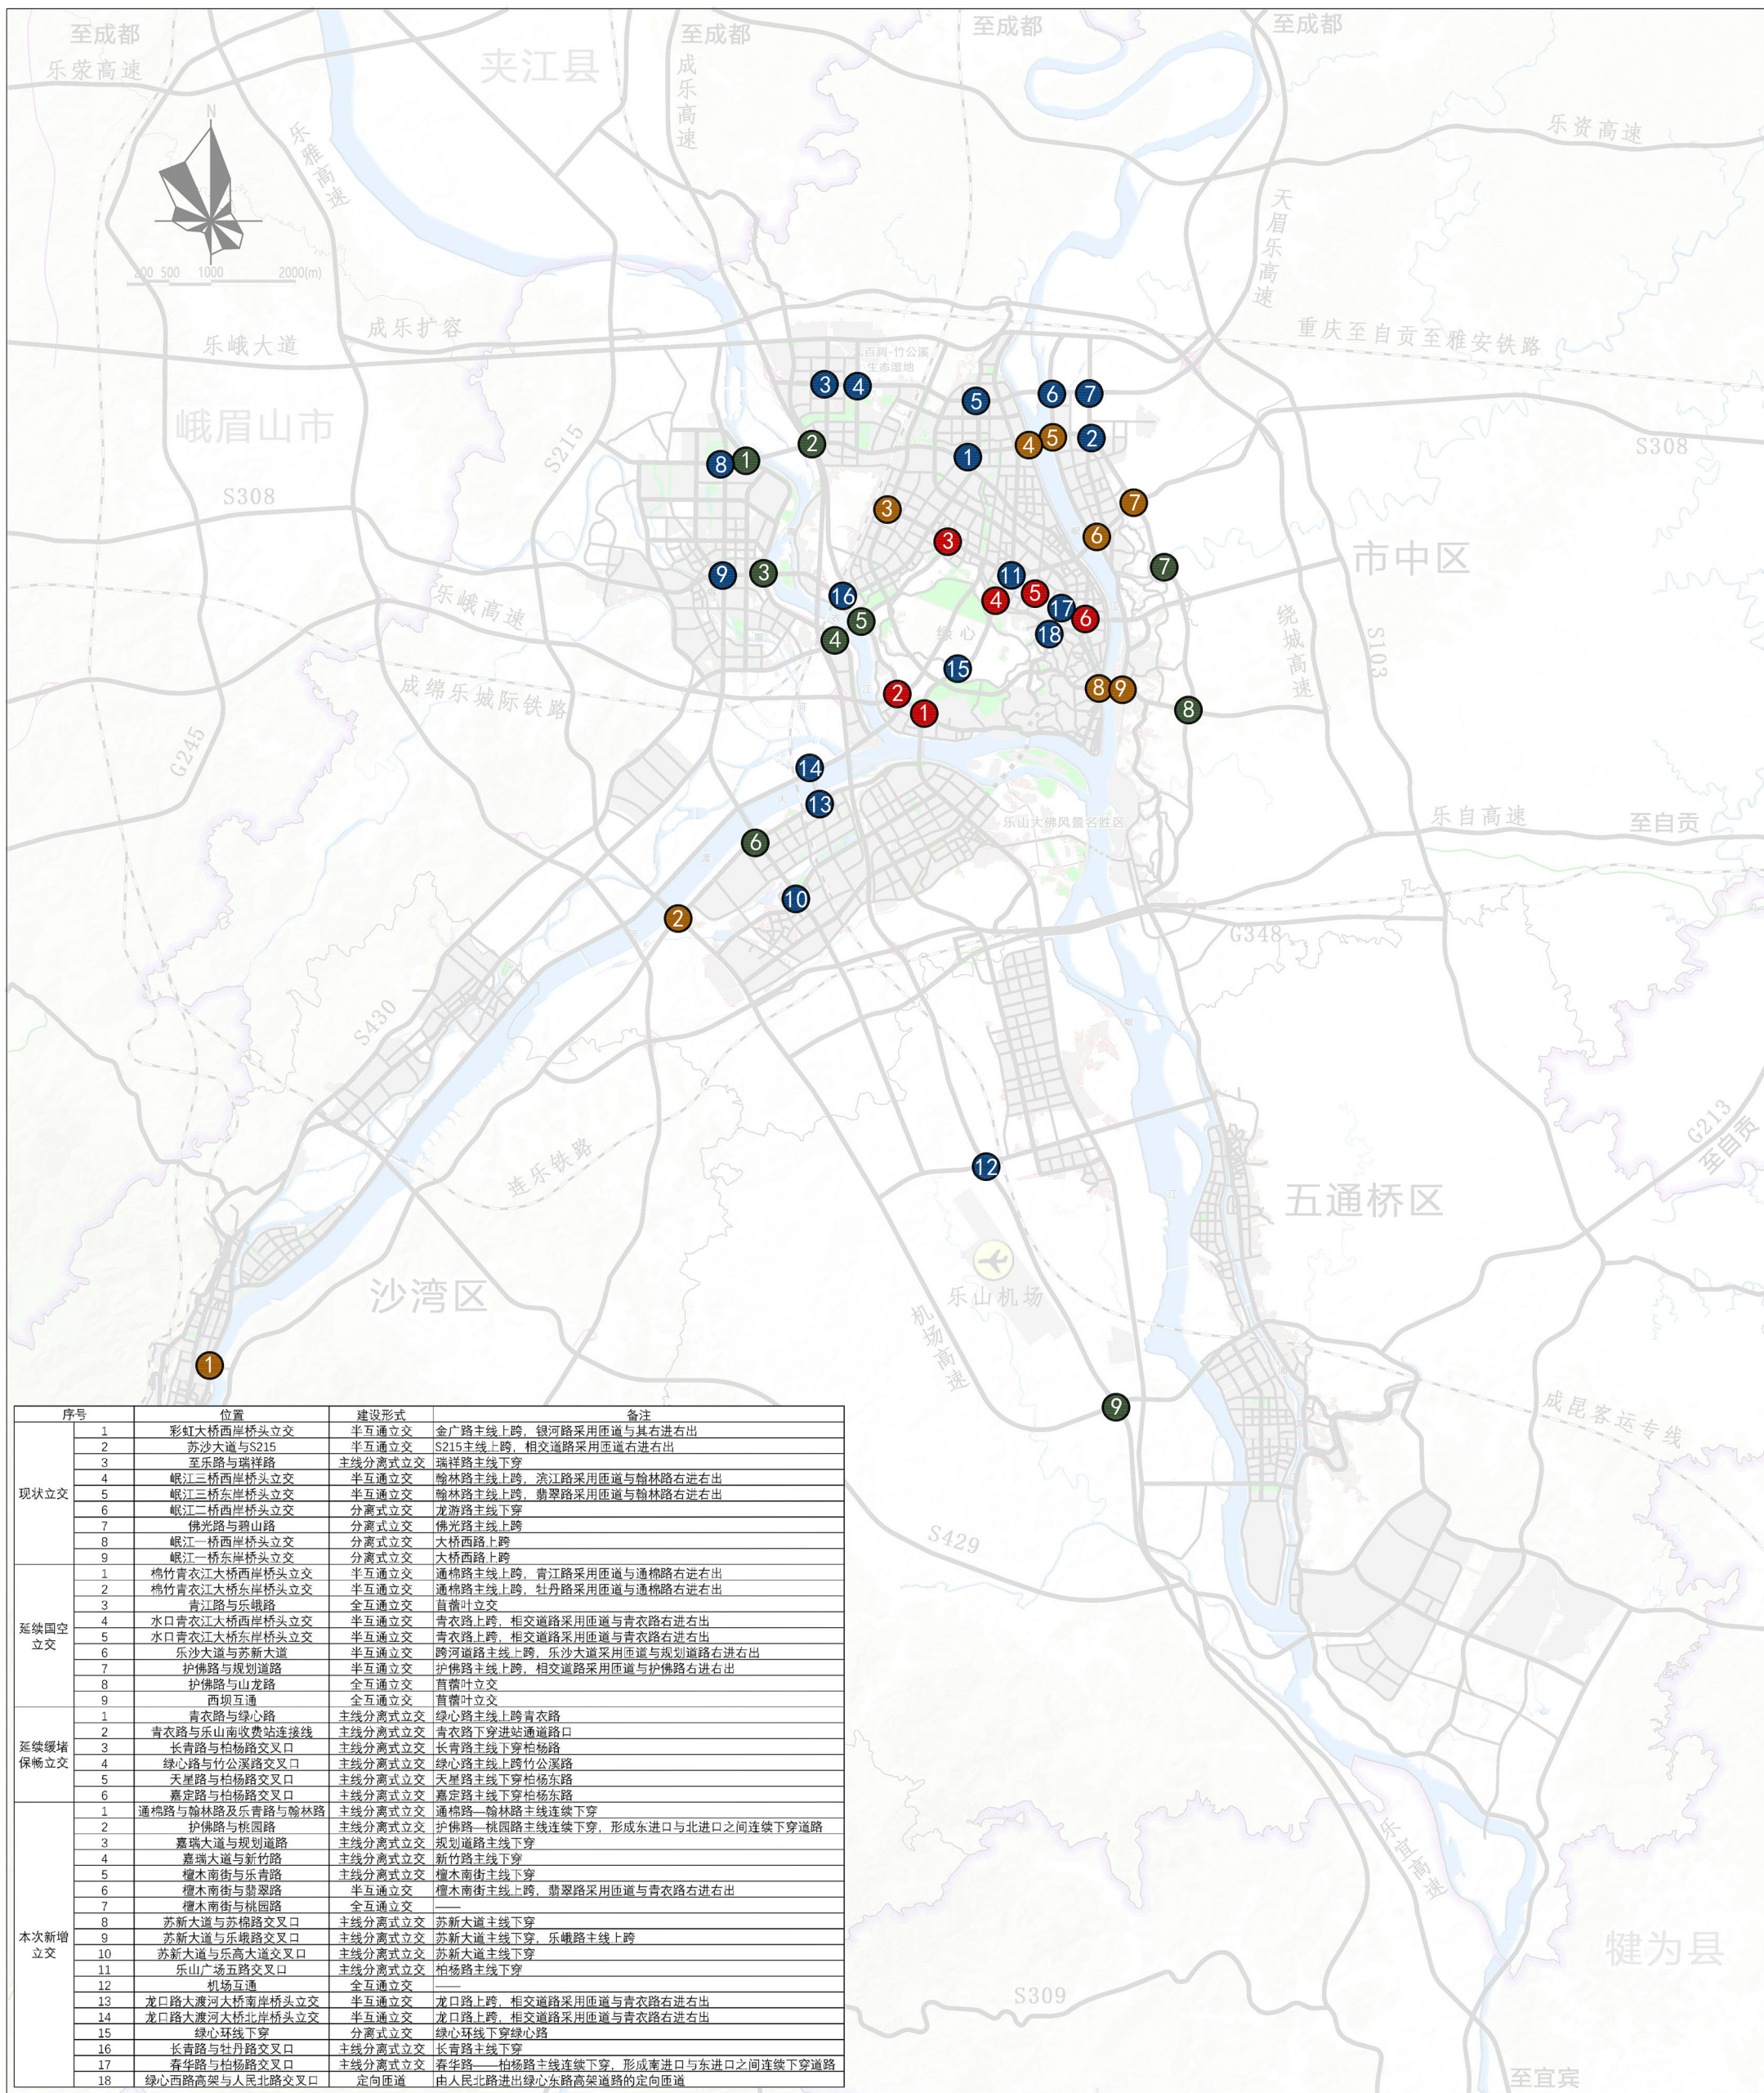 至成都
至成都
至成都
至成都
乐荥高速
夹江县
成乐高速
乐雅高速
乐资高速
天眉乐高速
N
200 500 1000 2000(m)
成乐扩容
乐峨大道
重庆至自贡至雅安铁路
生态湿地
峨眉山市
3
4
5
6
7
S215
S308
2
4
5
2
8
1
1
S308
3
7
6
3
市中区
乐峨高速
9
3
11
7
16
4
5
17
6
5
18
4
绿心
绕城高速
S103
15
成绵乐城际铁路
2
1
8
9
8
G245
江
河
14
13
乐山大佛风景名胜区
乐自高速
至自贡
6
10
2
G348
S430
岷
连乐铁路
G213
至自贡
12
江
五通桥区
沙湾区
乐山机场
机场高速
1
9
成昆客运专线
S429
乐宜高速
犍为县
S309
至宜宾
序号 位置 建设形式 备注
现状立交
1 彩虹大桥西岸桥头立交 半互通立交 金广路主线上跨，银河路采用匝道与其右进右出
2 苏沙大道与S215 半互通立交 S215主线上跨，相交道路采用匝道右进右出
3 至乐路与瑞祥路 主线分离式立交 瑞祥路主线下穿
4 岷江三桥西岸桥头立交 半互通立交 翰林路主线上跨，滨江路采用匝道与翰林路右进右出
5 岷江三桥东岸桥头立交 半互通立交 翰林路主线上跨，翡翠路采用匝道与翰林路右进右出
6 岷江二桥西岸桥头立交 分离式立交 龙游路主线下穿
7 佛光路与碧山路 分离式立交 佛光路主线上跨
8 岷江一桥西岸桥头立交 分离式立交 大桥西路上跨
9 岷江一桥东岸桥头立交 分离式立交 大桥西路上跨
延续国空立交
1 棉竹青衣江大桥西岸桥头立交 半互通立交 通棉路主线上跨，青江路采用匝道与通棉路右进右出
2 棉竹青衣江大桥东岸桥头立交 半互通立交 通棉路主线上跨，牡丹路采用匝道与通棉路右进右出
3 青江路与乐峨路 全互通立交 苜蓿叶立交
4 水口青衣江大桥西岸桥头立交 半互通立交 青衣路上跨，相交道路采用匝道与青衣路右进右出
5 水口青衣江大桥东岸桥头立交 半互通立交 青衣路上跨，相交道路采用匝道与青衣路右进右出
6 乐沙大道与苏新大道 半互通立交 跨河道路主线上跨，乐沙大道采用匝道与规划道路右进右出
7 护佛路与规划道路 半互通立交 护佛路主线上跨，相交道路采用匝道与护佛路右进右出
8 护佛路与山龙路 全互通立交 苜蓿叶立交
9 西坝互通 全互通立交 苜蓿叶立交
延续缓堵保畅立交
1 青衣路与绿心路 主线分离式立交 绿心路主线上跨青衣路
2 青衣路与乐山南收费站连接线 主线分离式立交 青衣路下穿进站通道路口
3 长青路与柏杨路交叉口 主线分离式立交 长青路主线下穿柏杨路
4 绿心路与竹公溪路交叉口 主线分离式立交 绿心路主线上跨竹公溪路
5 天星路与柏杨路交叉口 主线分离式立交 天星路主线下穿柏杨东路
6 嘉定路与柏杨路交叉口 主线分离式立交 嘉定路主线下穿柏杨东路
本次新增立交
1 通棉路与翰林路及乐青路与翰林路 主线分离式立交 通棉路—翰林路主线连续下穿
2 护佛路与桃园路 主线分离式立交 护佛路—桃园路主线连续下穿，形成东进口与北进口之间连续下穿道路
3 嘉瑞大道与规划道路 主线分离式立交 规划道路主线下穿
4 嘉瑞大道与新竹路 主线分离式立交 新竹路主线下穿
5 檀木南街与乐青路 主线分离式立交 檀木南街主线下穿
6 檀木南街与翡翠路 半互通立交 檀木南街主线上跨，翡翠路采用匝道与青衣路右进右出
7 檀木南街与桃园路 全互通立交 ——
8 苏新大道与苏棉路交叉口 主线分离式立交 苏新大道主线下穿
9 苏新大道与乐峨路交叉口 主线分离式立交 苏新大道主线下穿，乐峨路主线上跨
10 苏新大道与乐高大道交叉口 主线分离式立交 苏新大道主线下穿
11 乐山广场五路交叉口 主线分离式立交 柏杨路主线下穿
12 机场互通 全互通立交 ——
13 龙口路大渡河大桥南岸桥头立交 半互通立交 龙口路上跨，相交道路采用匝道与青衣路右进右出
14 龙口路大渡河大桥北岸桥头立交 半互通立交 龙口路上跨，相交道路采用匝道与青衣路右进右出
15 绿心环线下穿 分离式立交 绿心环线下穿绿心路
16 长青路与牡丹路交叉口 主线分离式立交 长青路主线下穿
17 春华路与柏杨路交叉口 主线分离式立交 春华路——柏杨路主线连续下穿，形成南进口与东进口之间连续下穿道路
18 绿心西路高架与人民北路交叉口 定向匝道 由人民北路进出绿心东路高架道路的定向匝道